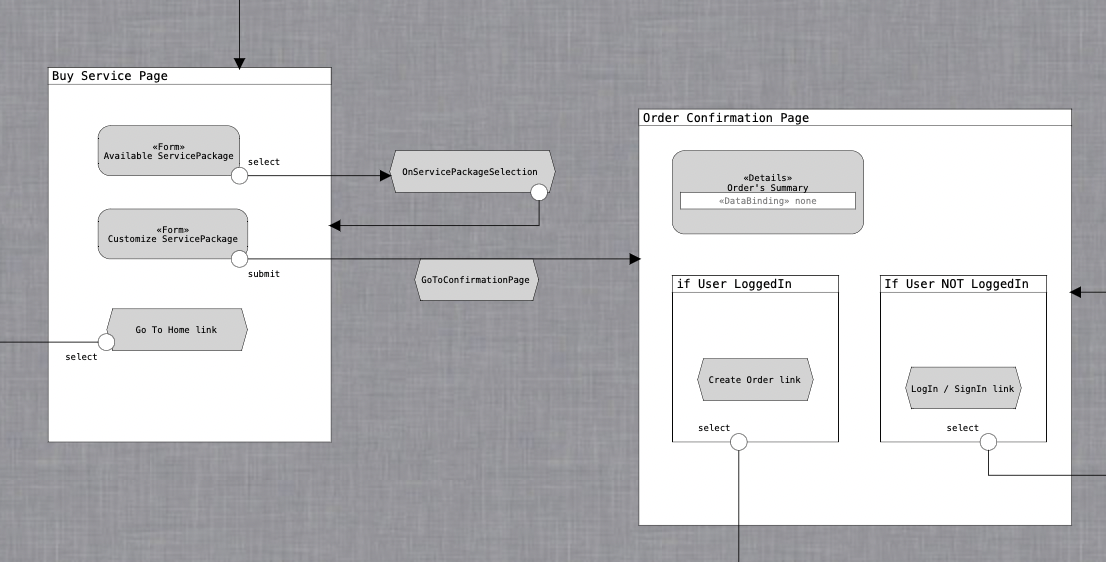 Buy Service Page
«Form»
Available ServicePackage
select
OnServicePackageSelection
«Form»
Customize ServicePackage
submit
GoToConfirmationPage
Go To Home link
select
Order Confirmation Page
«Details»
Order's Summary
«DataBinding» none
if User LoggedIn
Create Order link
select
If User NOT LoggedIn
LogIn / SignIn link
select